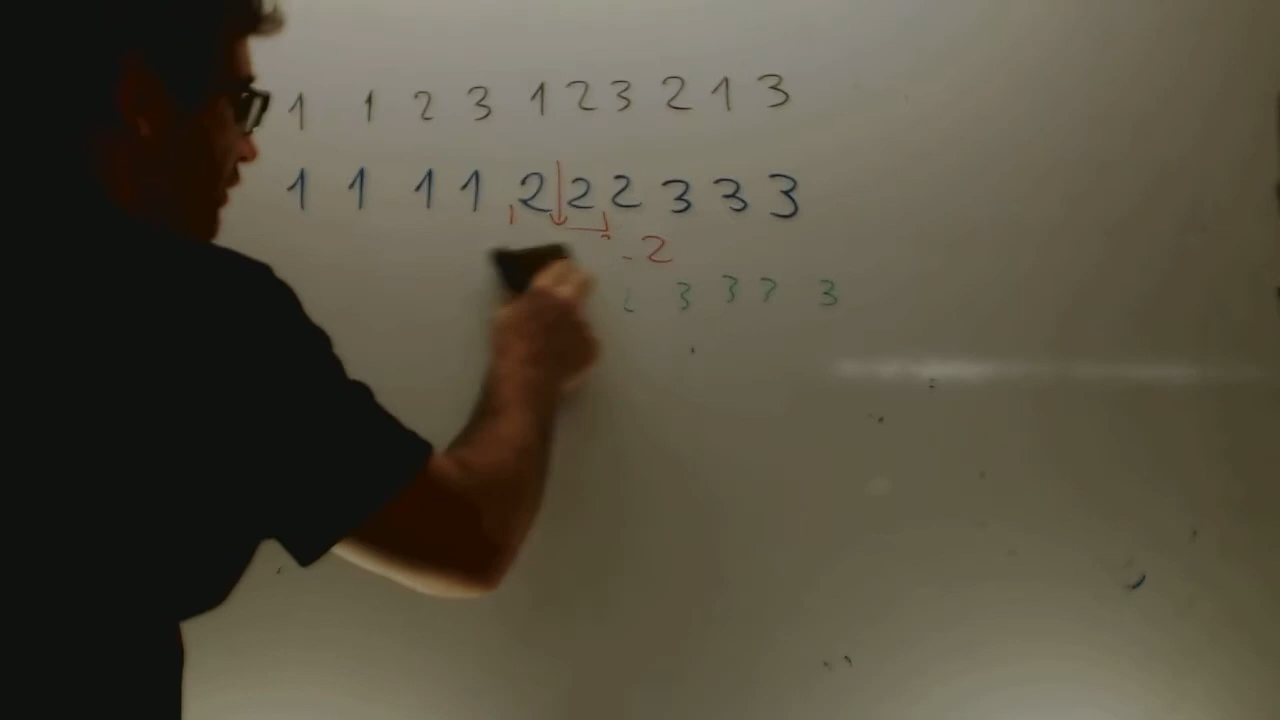 1 1 2 3 1 2 3 2 1 3
1 1 1 1 2 2 2 3 3 3
2
3 3 3